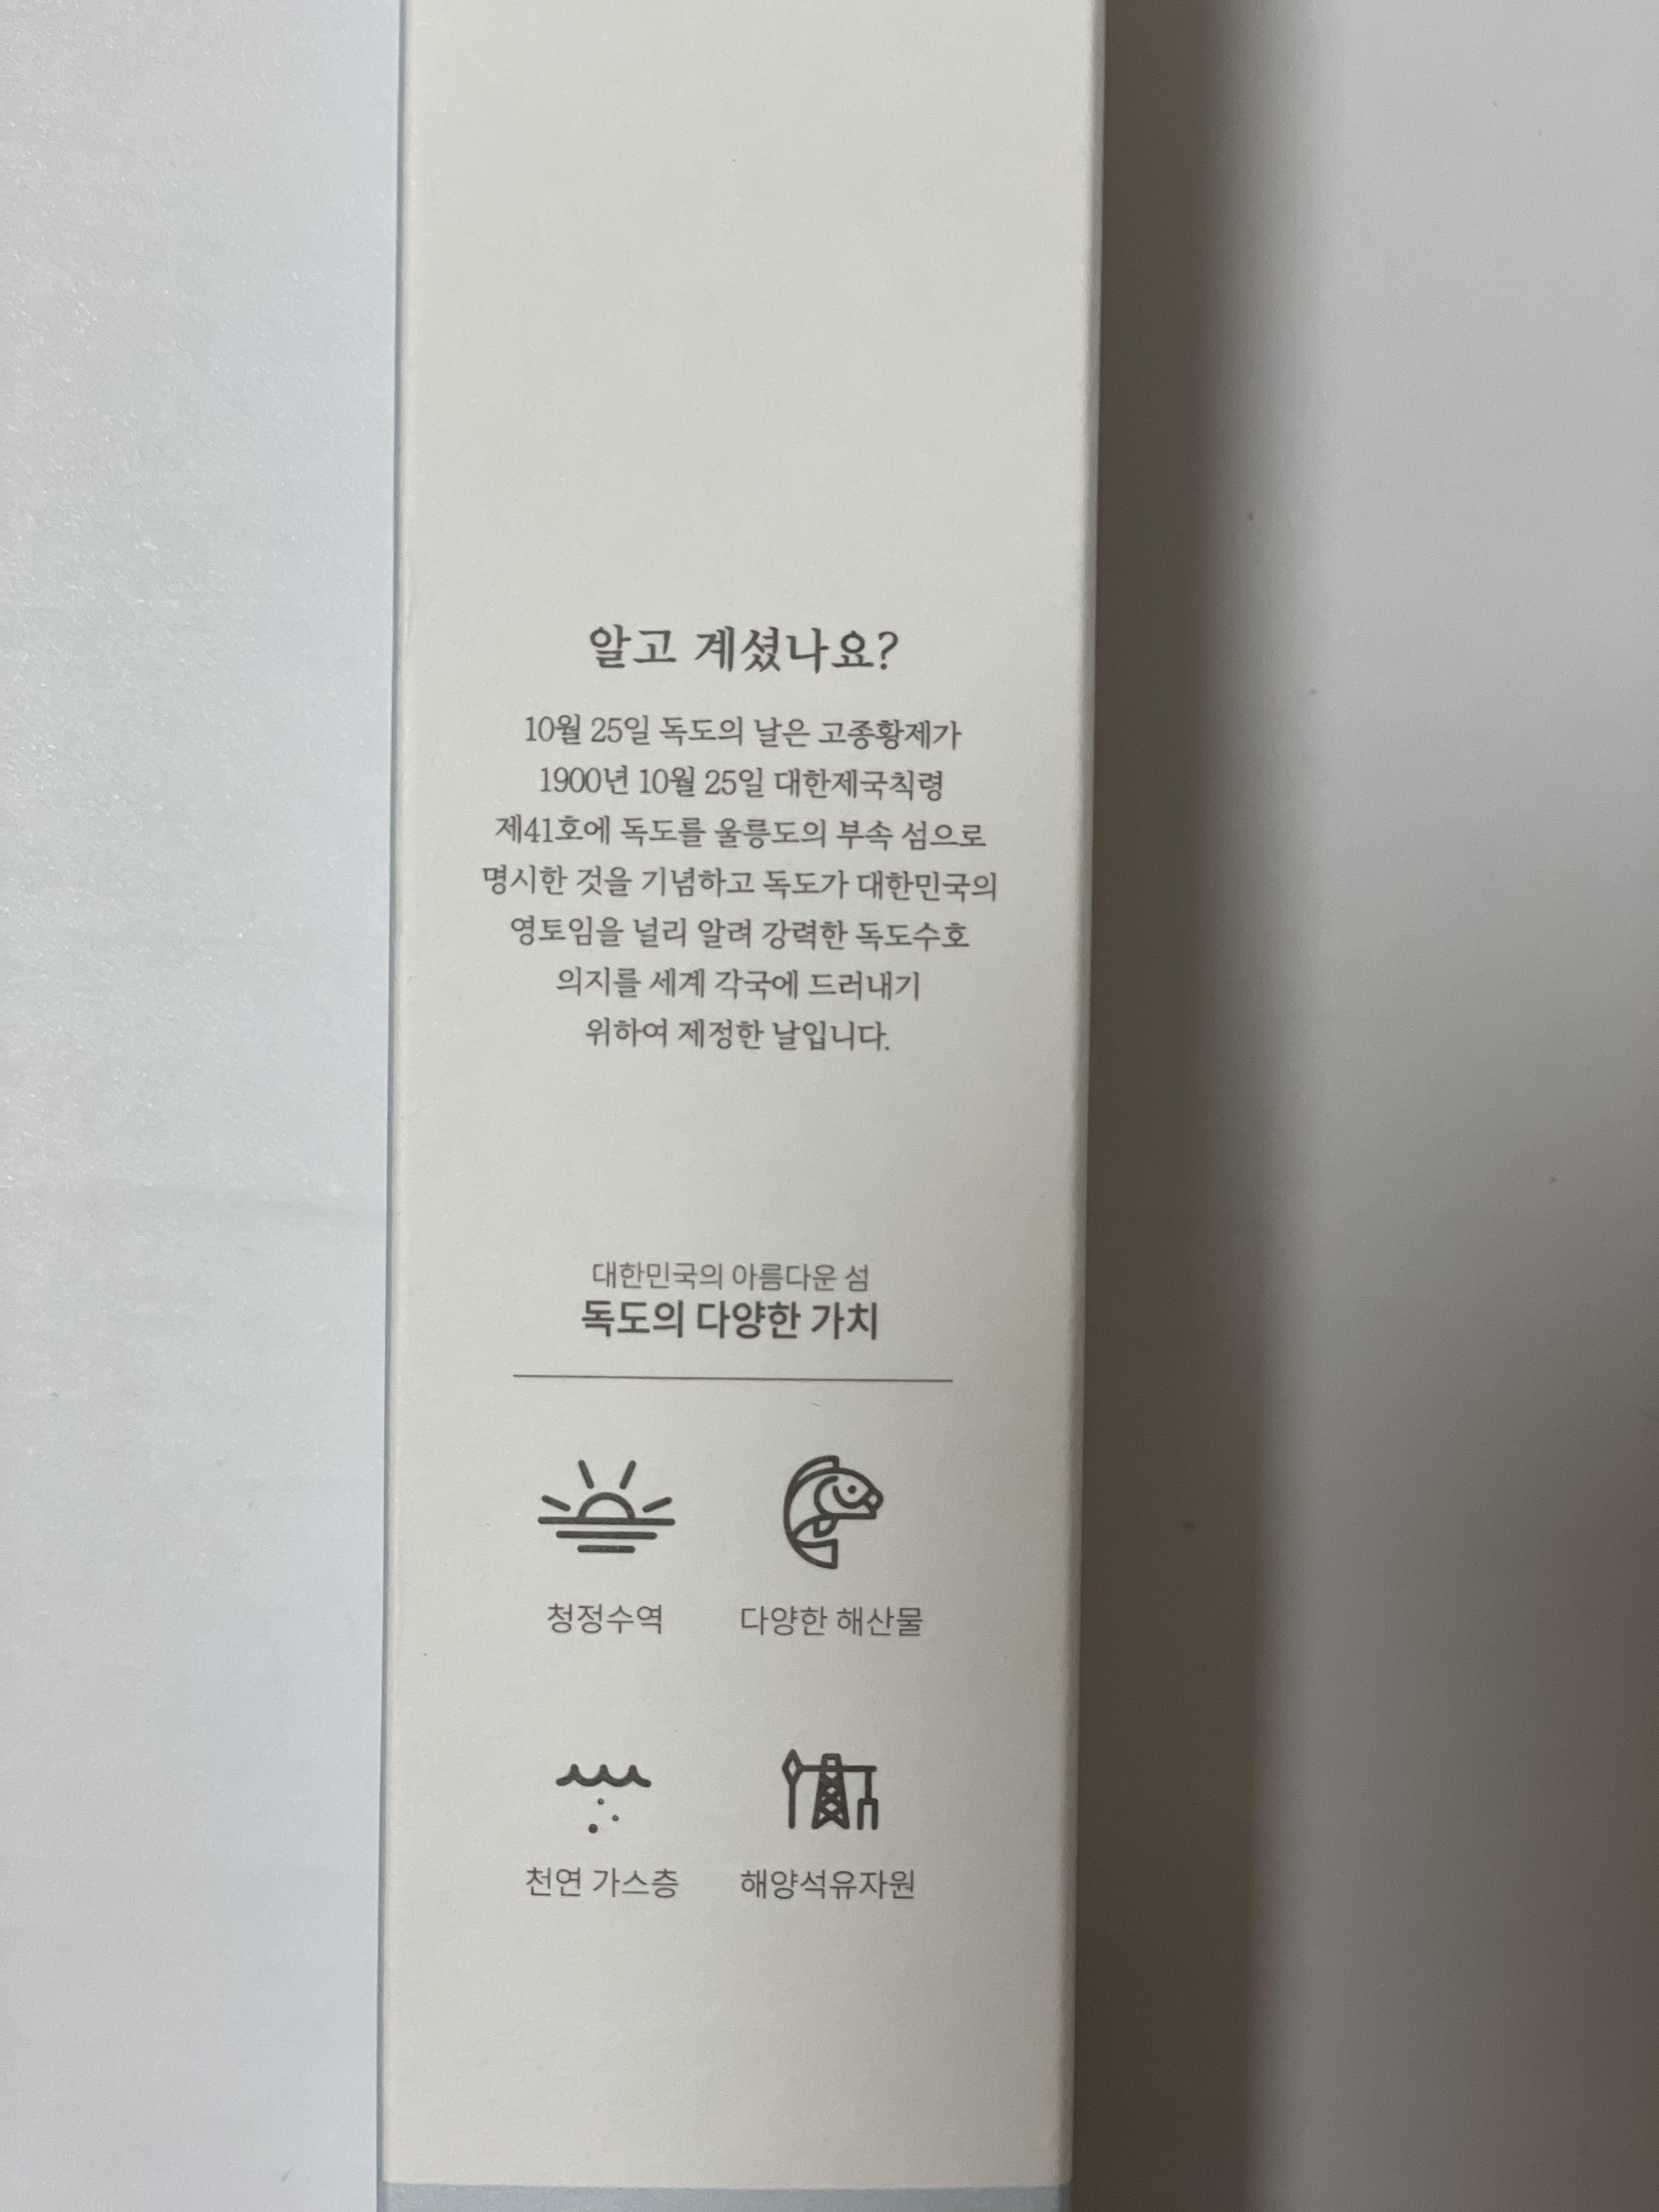 알고 계셨나요?
10월 25일 독도의 날은 고종황제가
1900년 10월 25일 대한제국칙령
제41호에 독도를 울릉도의 부속 섬으로
명시한 것을 기념하고 독도가 대한민국의
영토임을 널리 알려 강력한 독도수호
의지를 세계 각국에 드러내기
위하여 제정한 날입니다.
대한민국의 아름다운 섬
독도의 다양한 가치
청정수역 다양한 해산물
천연 가스층 해양석유자원